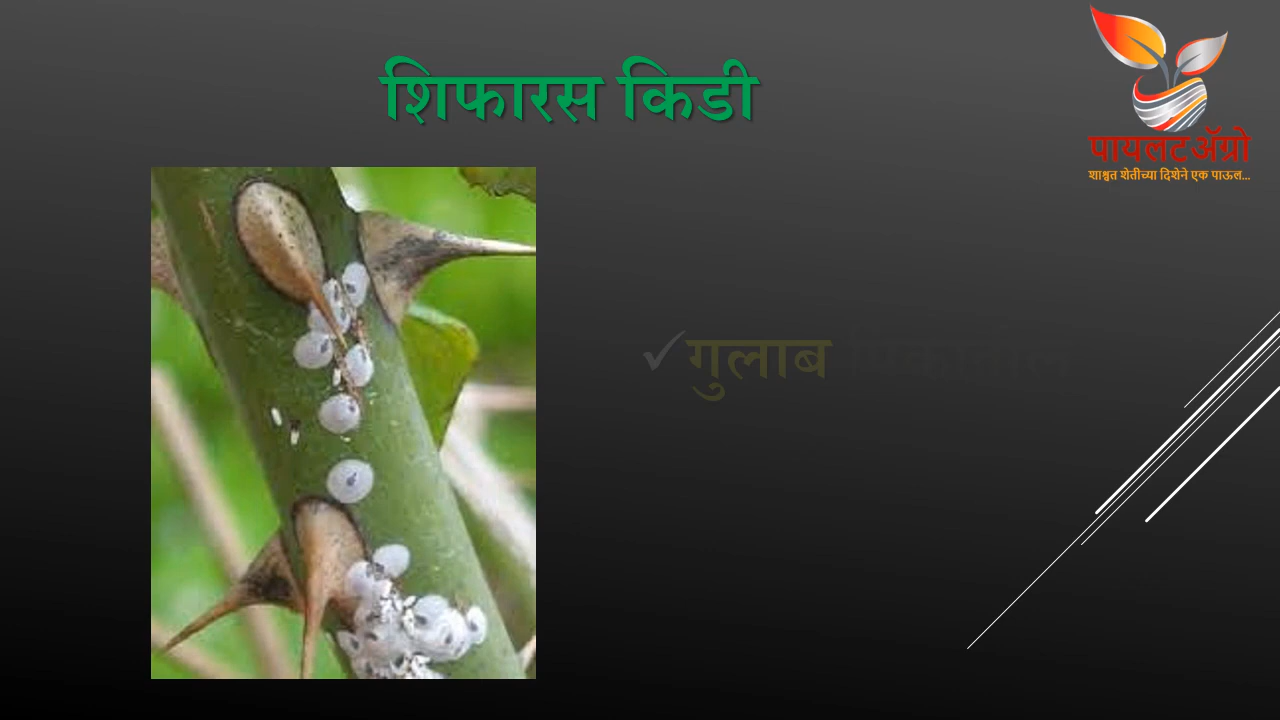 शिफारस किडी
पायलटॲग्रो
शाश्वत शेतीच्या दिशेने एक पाऊल...
✓गुलाब